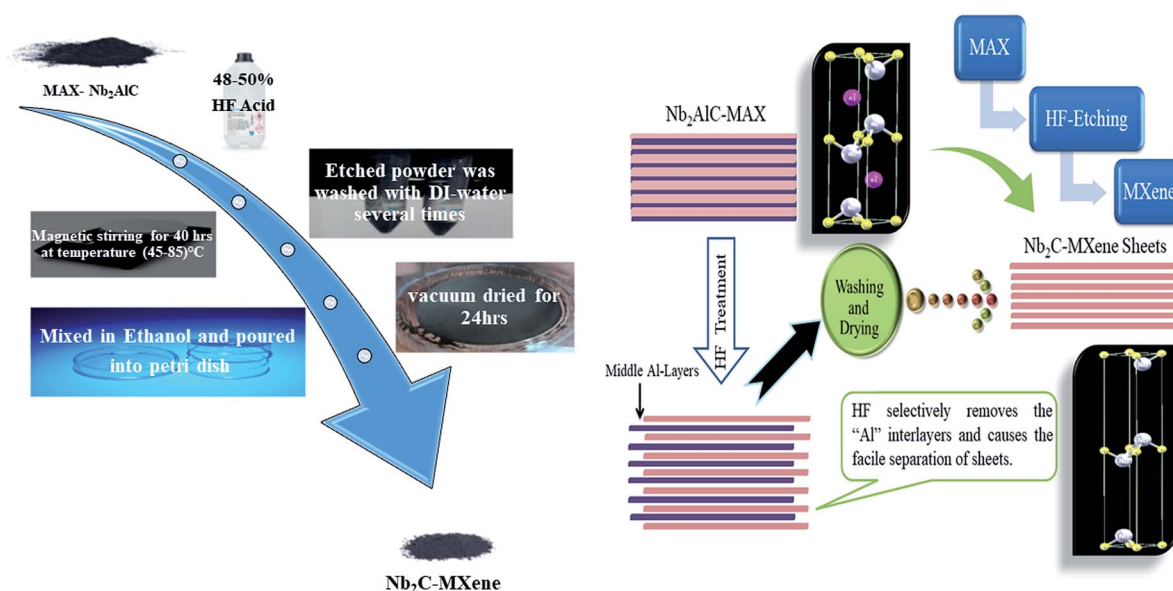 MAX- Nb₂AlC
48-50%
HF Acid
Etched powder was
washed with DI-water
several times
Magnetic stirring for 40 hrs
at temperature (45-85)°C
vacuum dried for
24hrs
Mixed in Ethanol and poured
into petri dish
Nb₂C-MXene
MAX
HF-Etching
MXene
Nb₂AlC-MAX
Al
Al
Nb₂C-MXene Sheets
HF Treatment
Washing
and
Drying
Middle Al-Layers
HF selectively removes the
“Al” interlayers and causes the
facile separation of sheets.